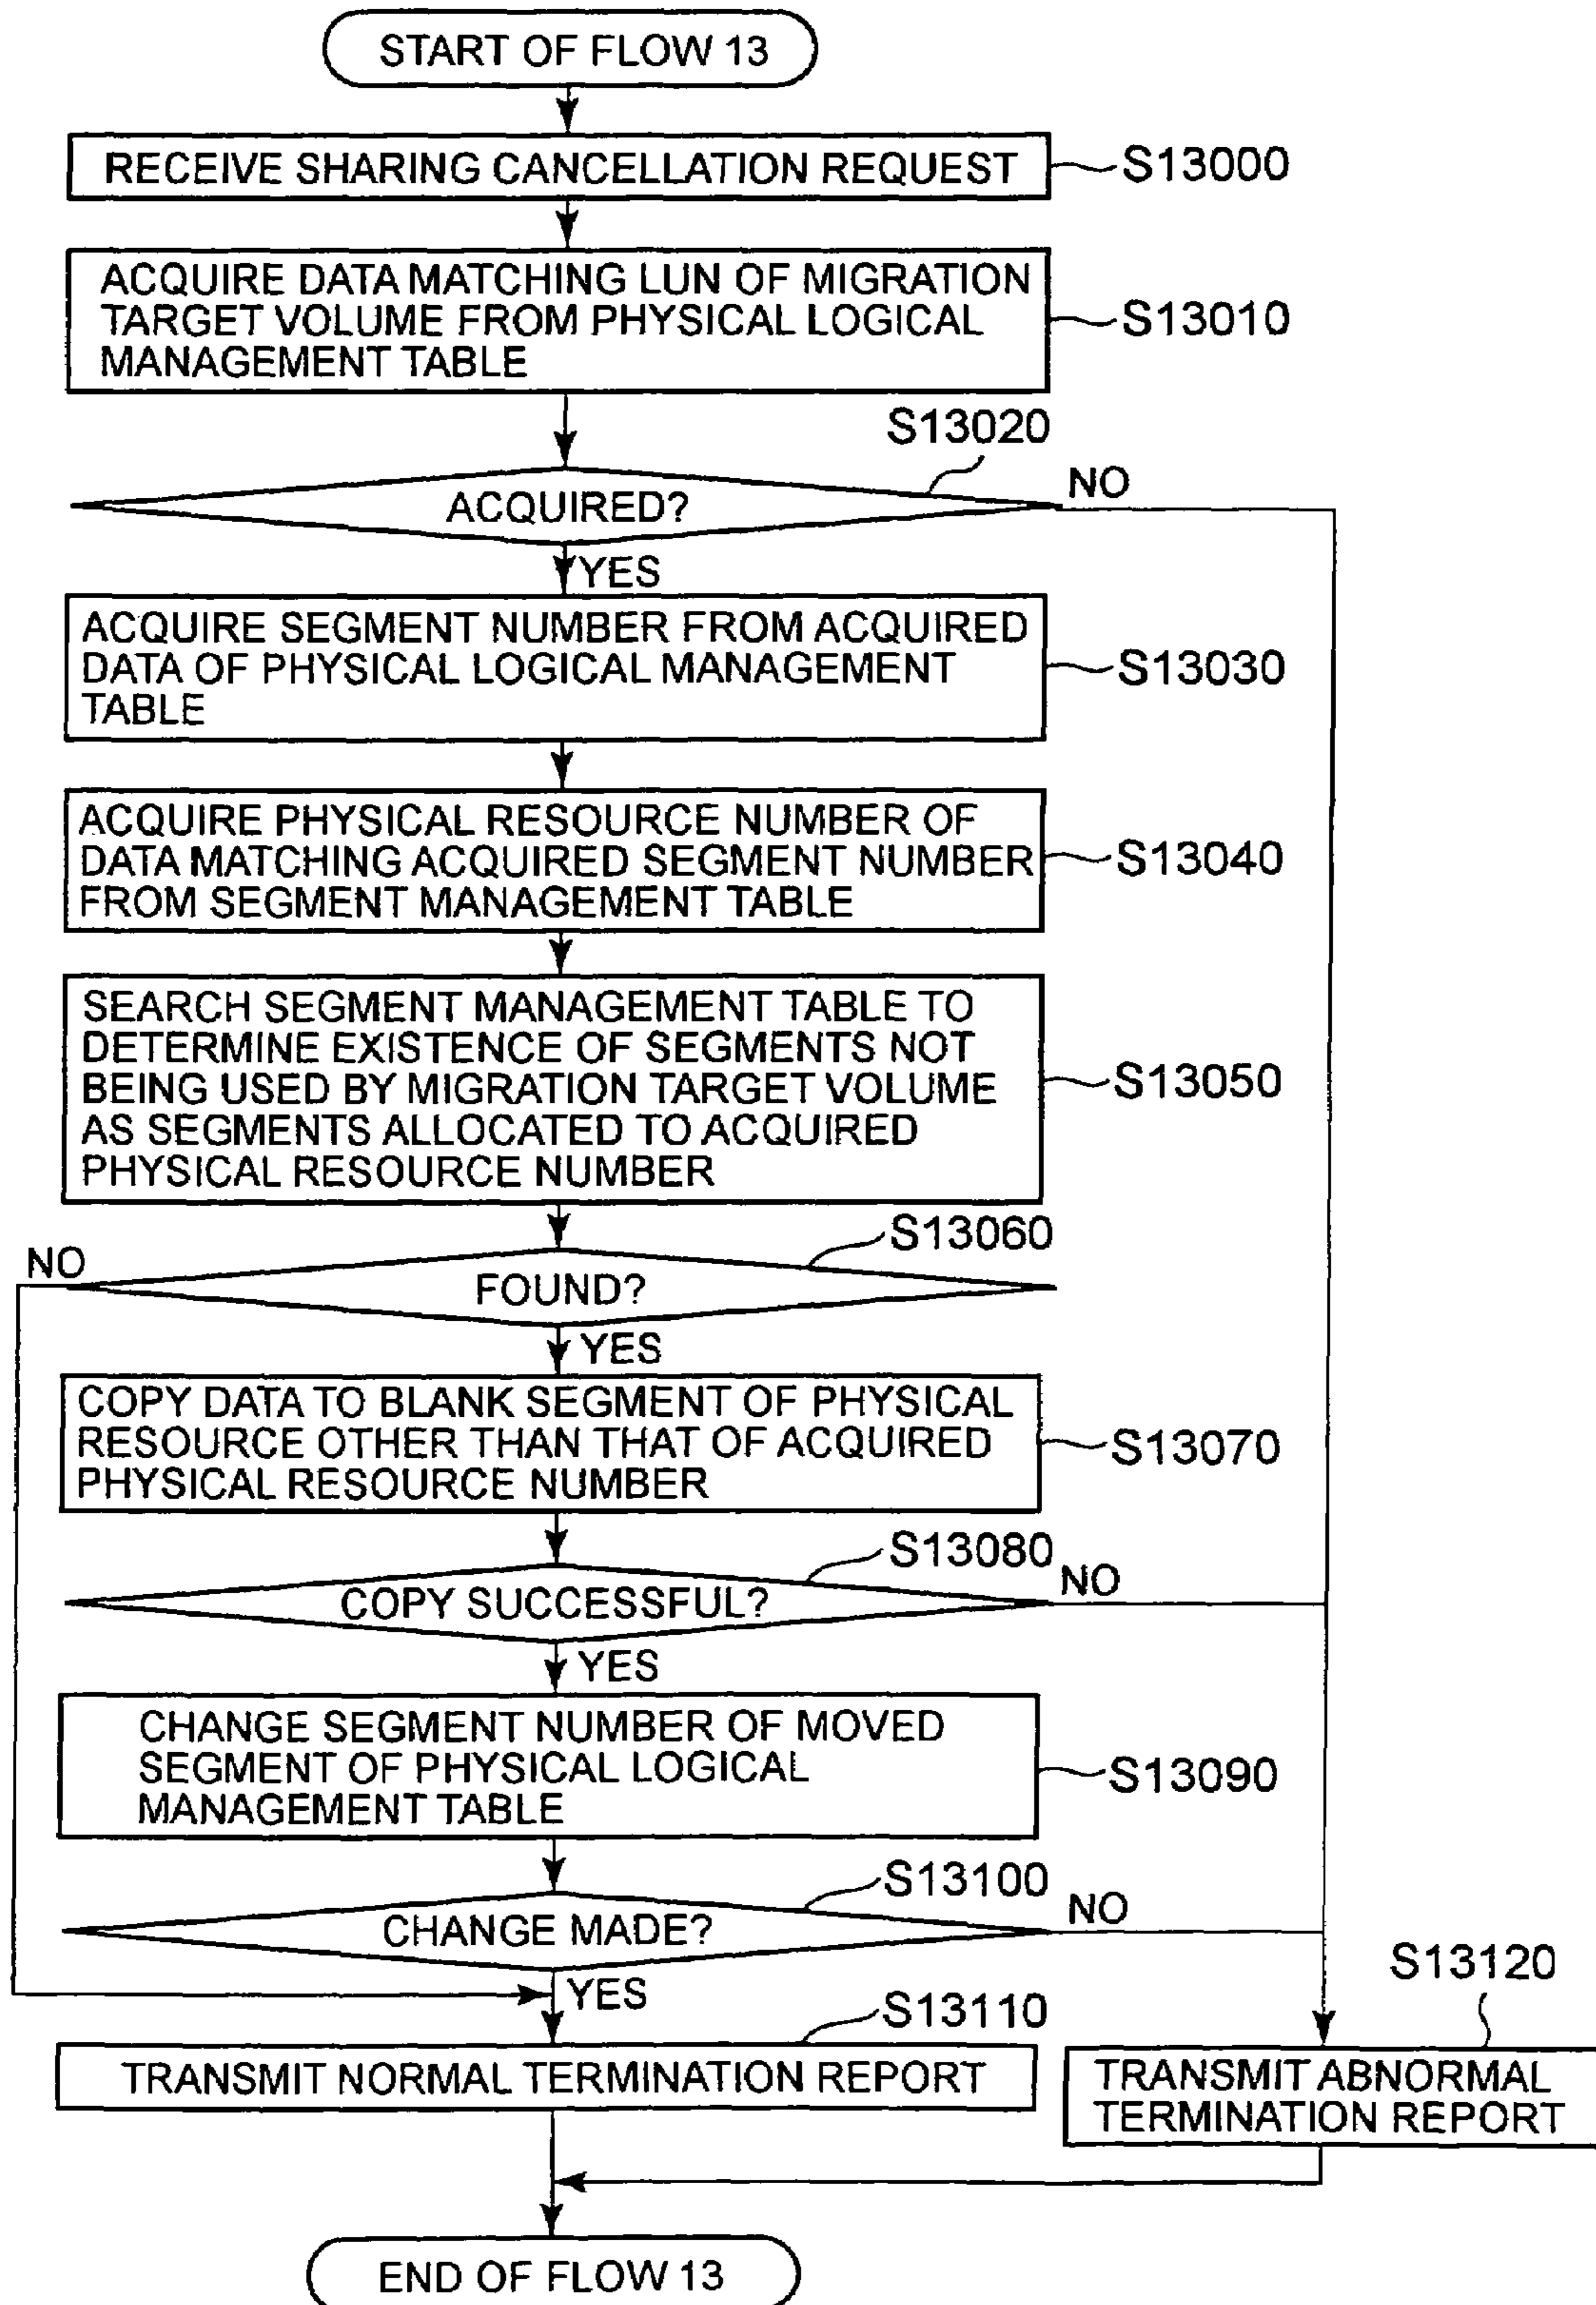 START OF FLOW 13
RECEIVE SHARING CANCELLATION REQUEST
S13000
ACQUIRE DATA MATCHING LUN OF MIGRATION
TARGET VOLUME FROM PHYSICAL LOGICAL
MANAGEMENT TABLE
S13010
S13020
ACQUIRED?
NO
YES
ACQUIRE SEGMENT NUMBER FROM ACQUIRED
DATA OF PHYSICAL LOGICAL MANAGEMENT
TABLE
S13030
ACQUIRE PHYSICAL RESOURCE NUMBER OF
DATA MATCHING ACQUIRED SEGMENT NUMBER
FROM SEGMENT MANAGEMENT TABLE
S13040
SEARCH SEGMENT MANAGEMENT TABLE TO
DETERMINE EXISTENCE OF SEGMENTS NOT
BEING USED BY MIGRATION TARGET VOLUME
AS SEGMENTS ALLOCATED TO ACQUIRED
PHYSICAL RESOURCE NUMBER
S13050
S13060
NO
FOUND?
YES
COPY DATA TO BLANK SEGMENT OF PHYSICAL
RESOURCE OTHER THAN THAT OF ACQUIRED
PHYSICAL RESOURCE NUMBER
S13070
S13080
COPY SUCCESSFUL?
NO
YES
CHANGE SEGMENT NUMBER OF MOVED
SEGMENT OF PHYSICAL LOGICAL
MANAGEMENT TABLE
S13090
S13100
CHANGE MADE?
NO
YES
S13110
TRANSMIT NORMAL TERMINATION REPORT
S13120
TRANSMIT ABNORMAL
TERMINATION REPORT
END OF FLOW 13